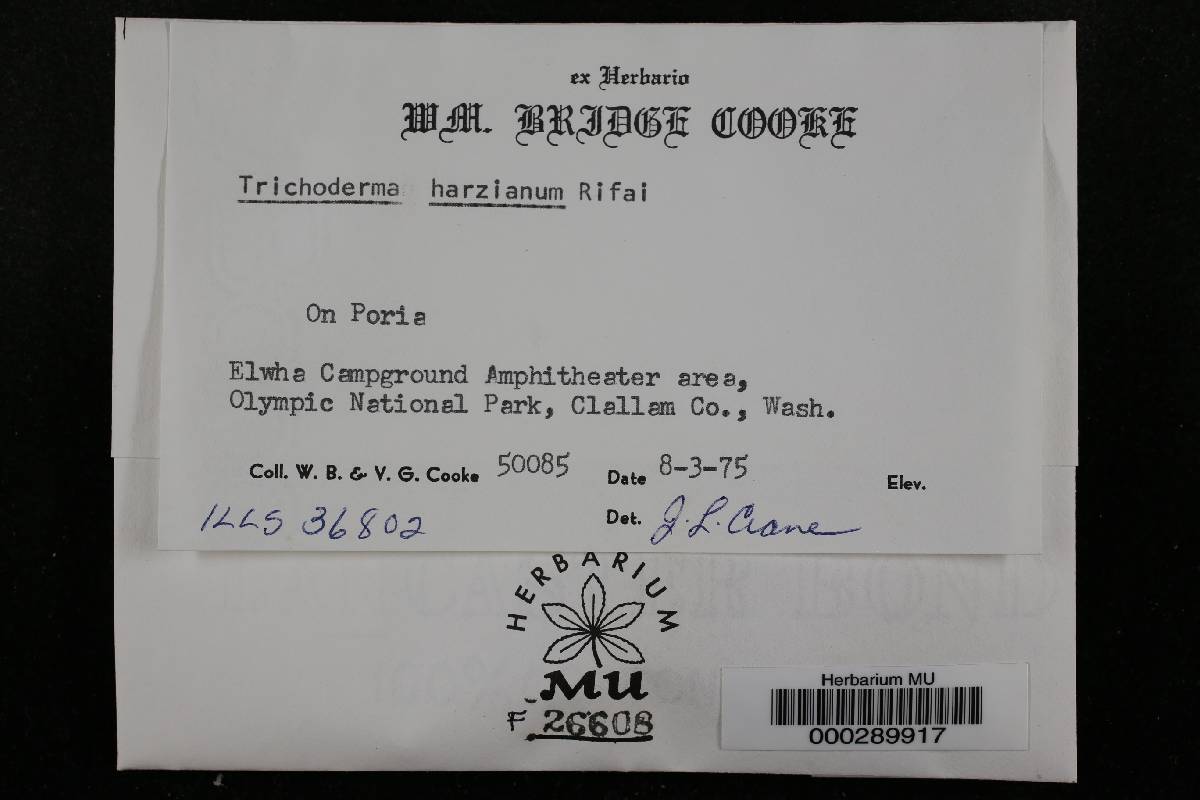 ex Herbario
WM. BRIDGE COOKE
Trichoderma harzianum Rifai
On Poria
Elwha Campground Amphitheater area,
Olympic National Park, Clallam Co., Wash.
Coll. W. B. & V. G. Cooke 50085 Date 8-3-75 Elev.
ILLS 36802 Det. J. L. Crane
HERBARIUM
MU
F 26608
Herbarium MU
000289917